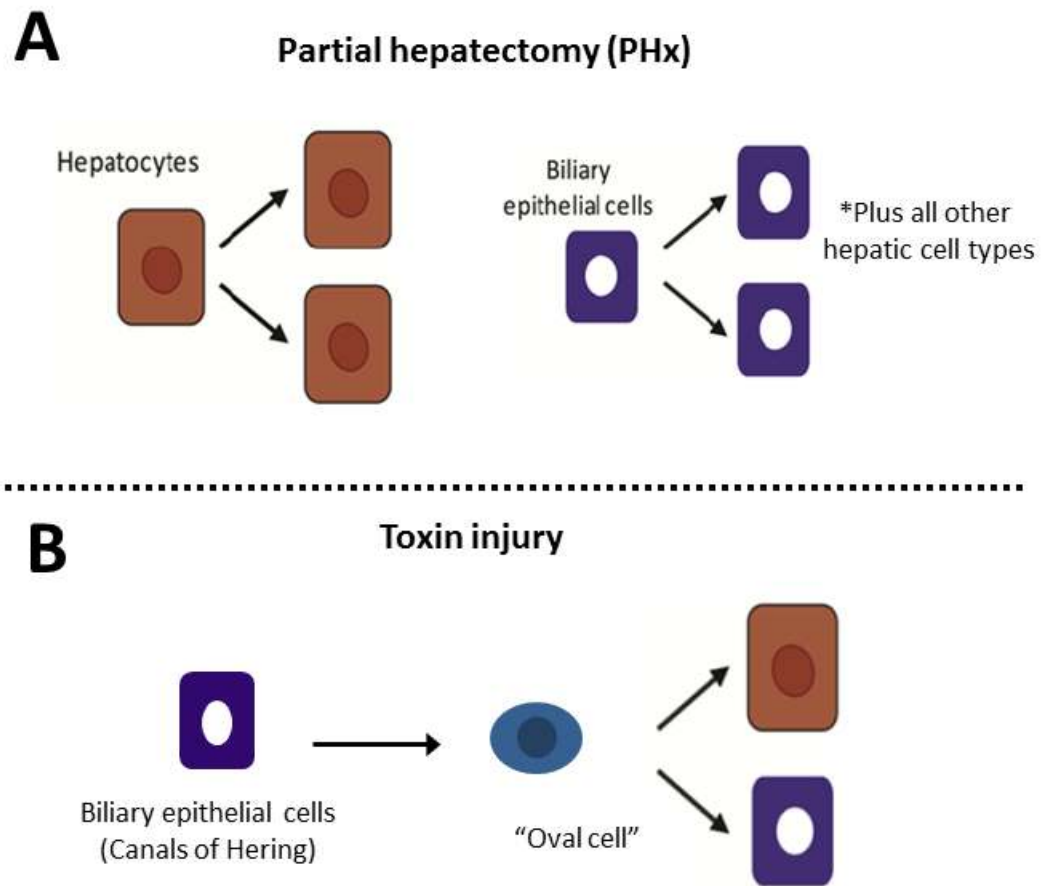 A
Partial hepatectomy (PHx)
Hepatocytes
Biliary
epithelial cells
*Plus all other
hepatic cell types
B
Toxin injury
Biliary epithelial cells
(Canals of Hering)
“Oval cell”